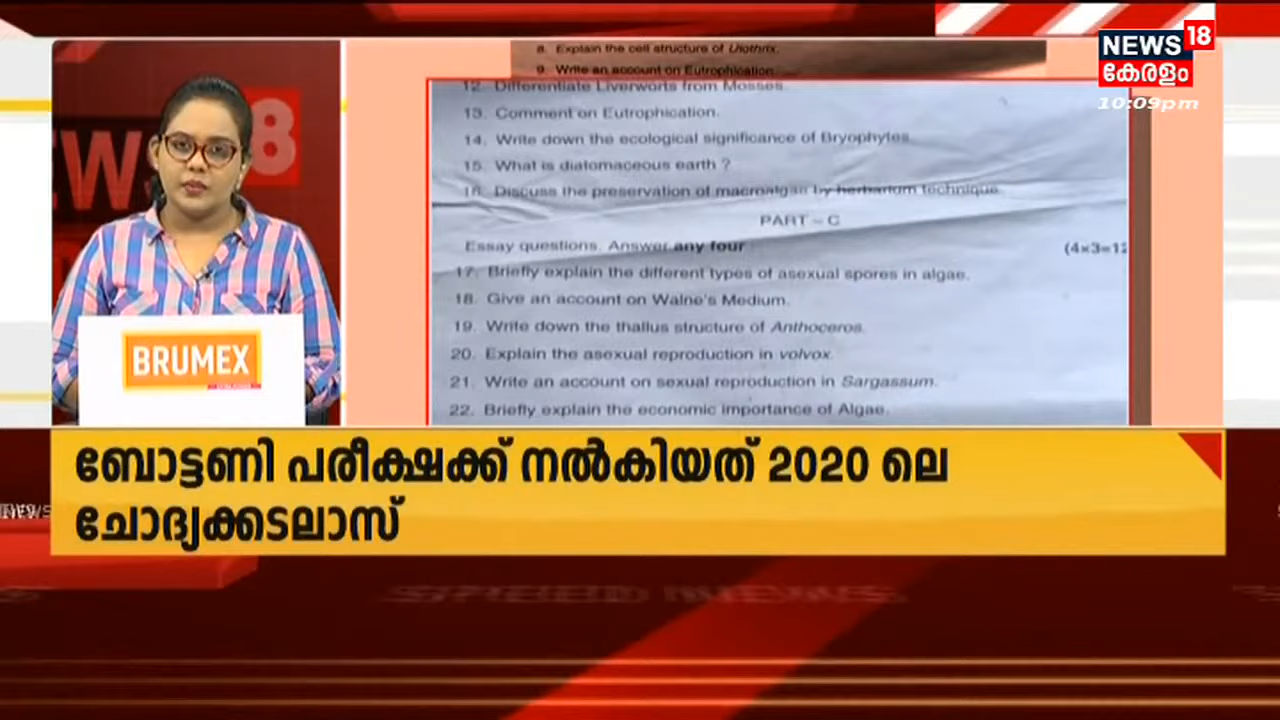 NEWS 18
കേരളം
10:09pm
8. Explain the cell structure of Ulothrix.
9. Write an account on Eutrophication.
12. Differentiate Liverworts from Mosses.
13. Comment on Eutrophication.
14. Write down the ecological significance of Bryophytes.
15. What is diatomaceous earth ?
16. Discuss the preservation of macroalgae by herbarium technique.
PART – C
Essay questions. Answer any four (4×3=12
17. Briefly explain the different types of asexual spores in algae.
18. Give an account on Walne's Medium.
19. Write down the thallus structure of Anthoceros.
20. Explain the asexual reproduction in volvox.
21. Write an account on sexual reproduction in Sargassum.
22. Briefly explain the economic importance of Algae.
BRUMEX
ബോട്ടണി പരീക്ഷക്ക് നൽകിയത് 2020 ലെ
ചോദ്യക്കടലാസ്
SPEED NEWS